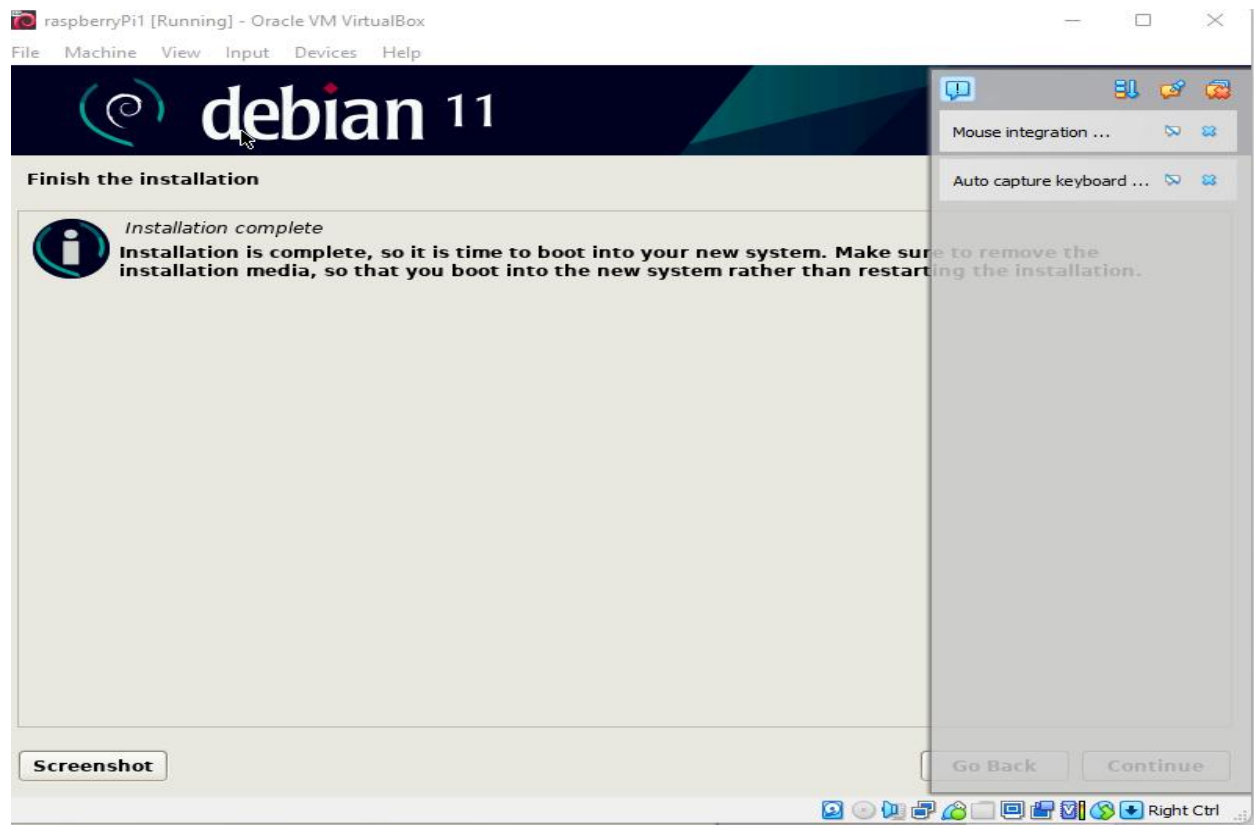 raspberryPi1 [Running] - Oracle VM VirtualBox
File Machine View Input Devices Help
debian 11
Mouse integration ...
Auto capture keyboard ...
Finish the installation
Installation complete
Installation is complete, so it is time to boot into your new system. Make sure to remove the
installation media, so that you boot into the new system rather than restarting the installation.
Screenshot
Go Back
Continue
Right Ctrl